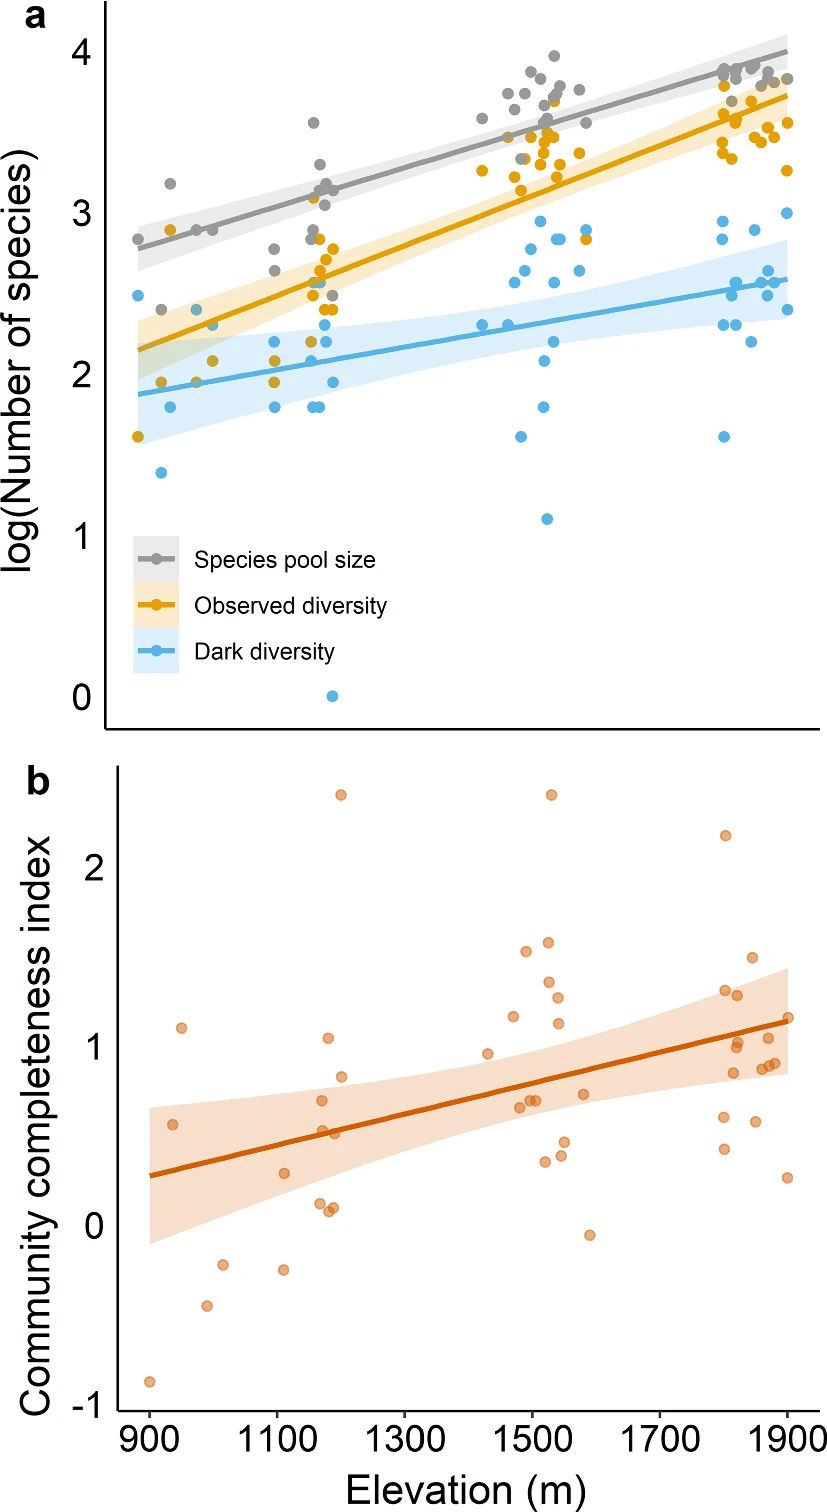 a
log(Number of species)
4
3
2
1
0
Species pool size
Observed diversity
Dark diversity
b
Community completeness index
2
1
0
-1
900 1100 1300 1500 1700 1900
Elevation (m)